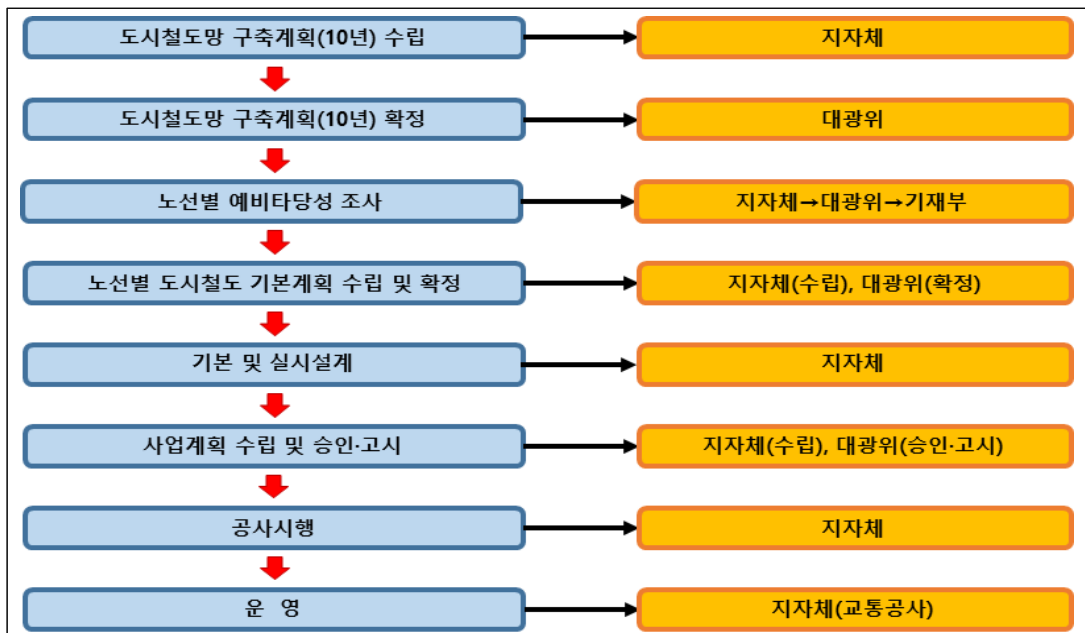 도시철도망 구축계획(10년) 수립
지자체
도시철도망 구축계획(10년) 확정
대광위
노선별 예비타당성 조사
지자체→대광위→기재부
노선별 도시철도 기본계획 수립 및 확정
지자체(수립), 대광위(확정)
기본 및 실시설계
지자체
사업계획 수립 및 승인·고시
지자체(수립), 대광위(승인·고시)
공사시행
지자체
운 영
지자체(교통공사)